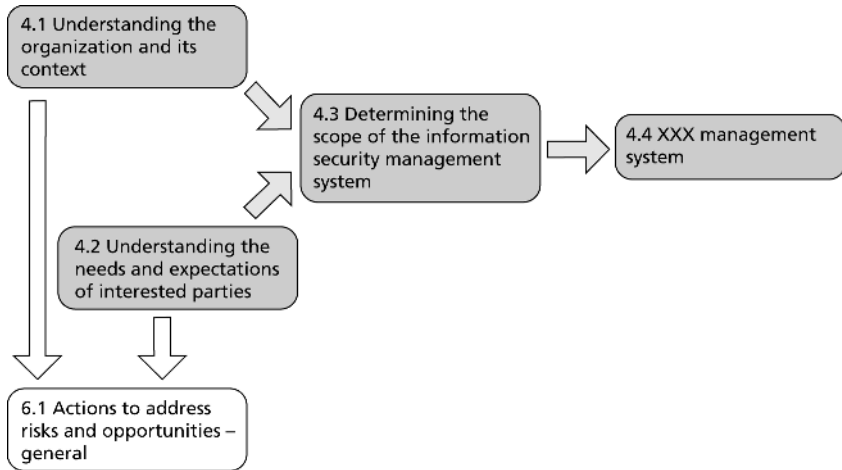 4.1 Understanding the
organization and its
context
4.3 Determining the
scope of the information
security management
system
4.4 XXX management
system
4.2 Understanding the
needs and expectations
of interested parties
6.1 Actions to address
risks and opportunities –
general